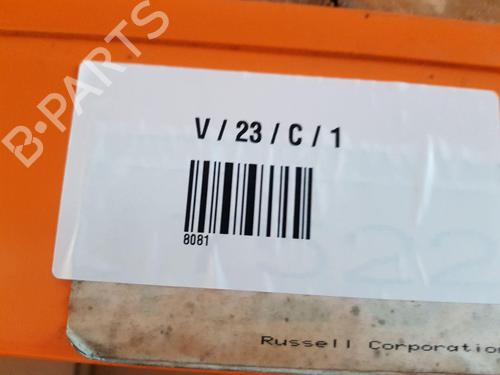 B-PARTS
V / 23 / C / 1
8081
Russell Corporation